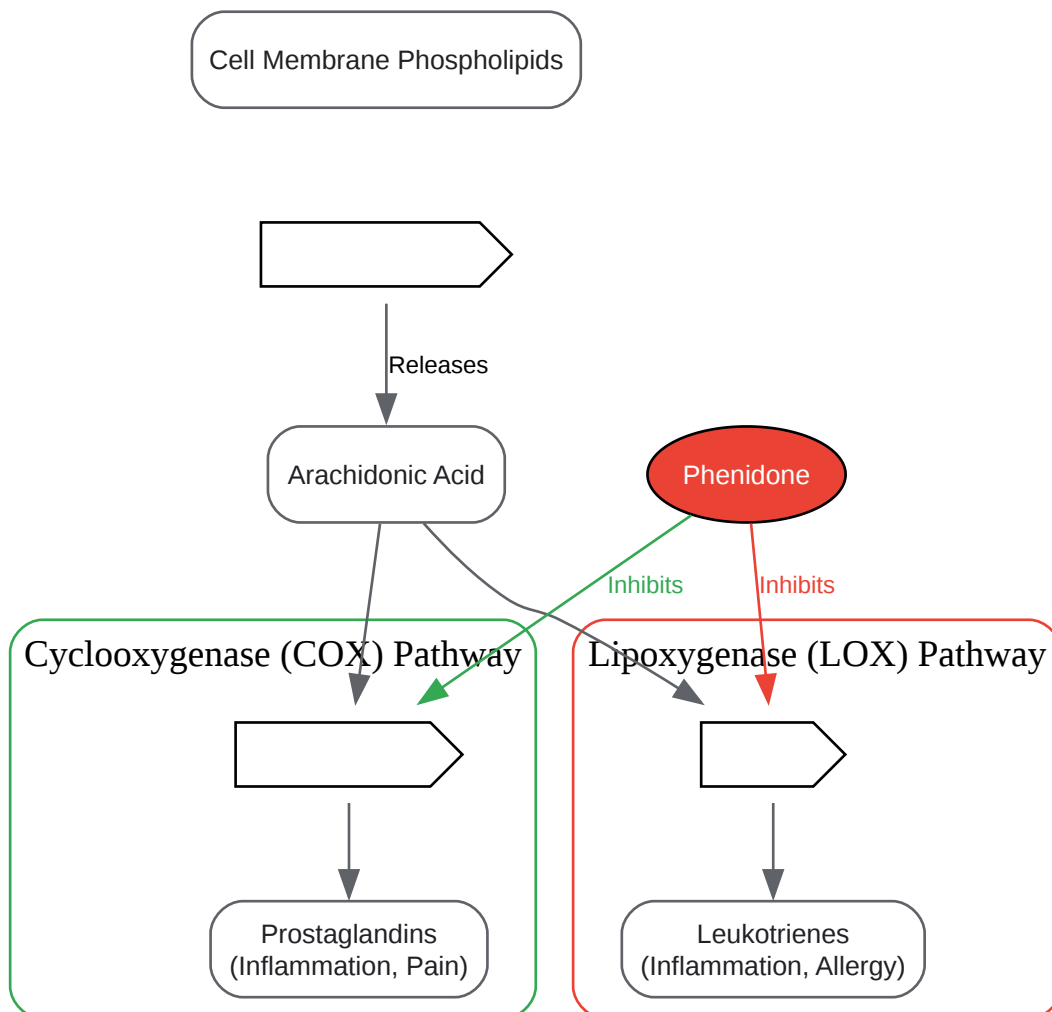 Cell Membrane Phospholipids
Releases
Arachidonic Acid
Phenidone
Inhibits
Inhibits
Cyclooxygenase (COX) Pathway
Lipoxygenase (LOX) Pathway
Prostaglandins
(Inflammation, Pain)
Leukotrienes
(Inflammation, Allergy)